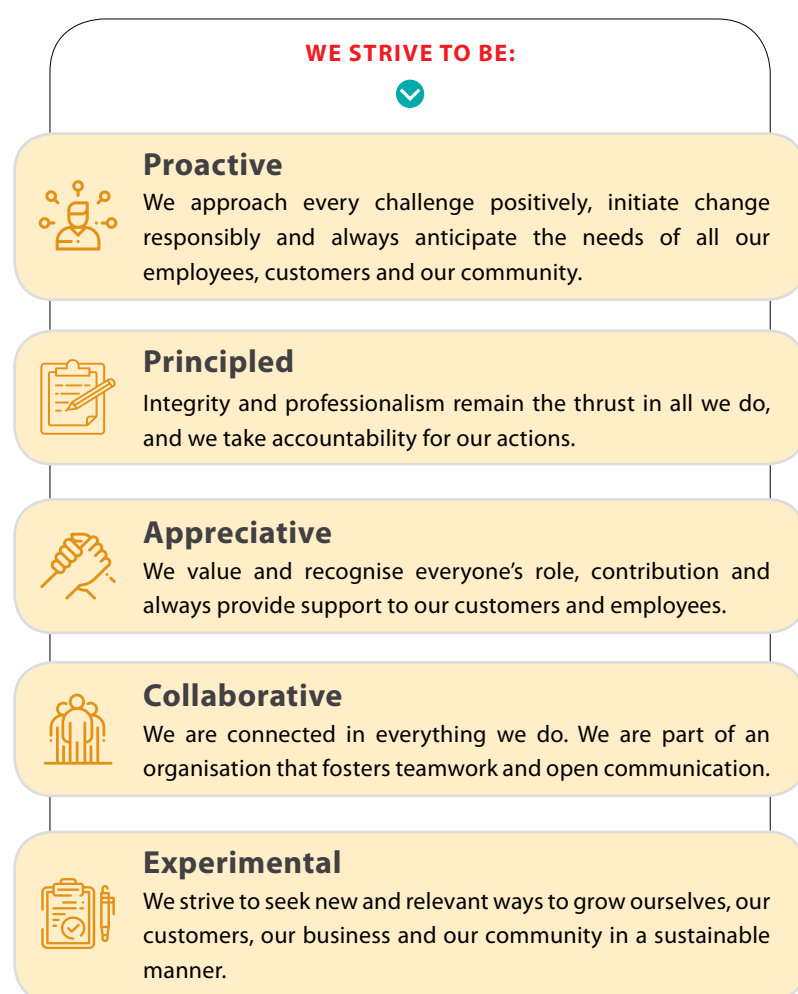 WE STRIVE TO BE:
Proactive
We approach every challenge positively, initiate change
responsibly and always anticipate the needs of all our
employees, customers and our community.
Principled
Integrity and professionalism remain the thrust in all we do,
and we take accountability for our actions.
Appreciative
We value and recognise everyone’s role, contribution and
always provide support to our customers and employees.
Collaborative
We are connected in everything we do. We are part of an
organisation that fosters teamwork and open communication.
Experimental
We strive to seek new and relevant ways to grow ourselves, our
customers, our business and our community in a sustainable
manner.